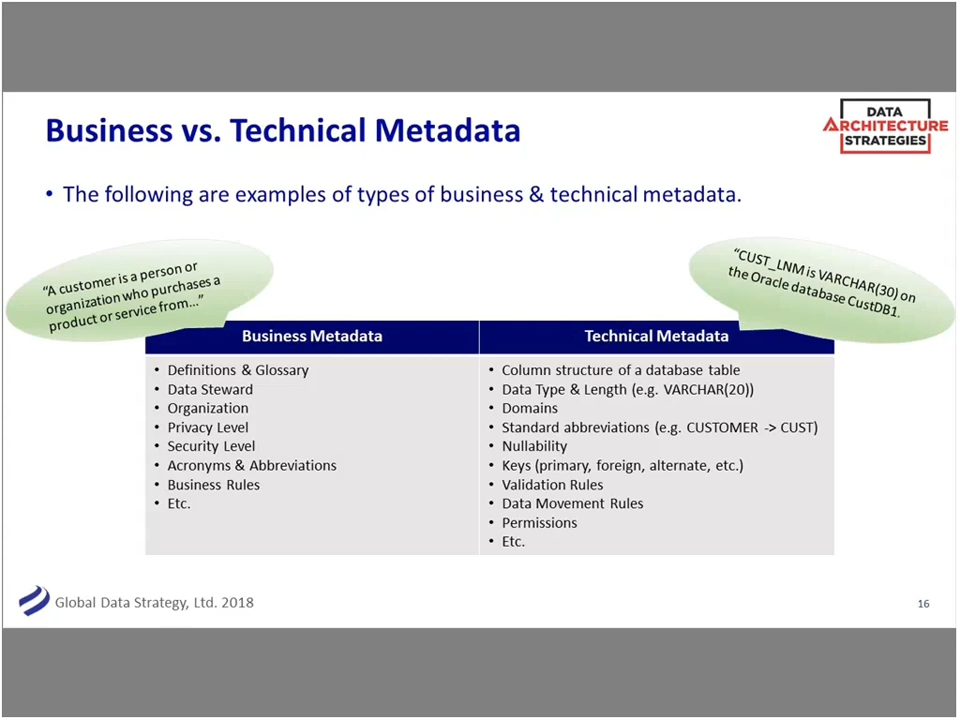 Business vs. Technical Metadata
DATA
ARCHITECTURE
STRATEGIES
• The following are examples of types of business & technical metadata.
“A customer is a person or
organization who purchases a
product or service from...”
“CUST_LNM is VARCHAR(30) on
the Oracle database CustDB1.
Business Metadata
• Definitions & Glossary
• Data Steward
• Organization
• Privacy Level
• Security Level
• Acronyms & Abbreviations
• Business Rules
• Etc.
Technical Metadata
• Column structure of a database table
• Data Type & Length (e.g. VARCHAR(20))
• Domains
• Standard abbreviations (e.g. CUSTOMER -> CUST)
• Nullability
• Keys (primary, foreign, alternate, etc.)
• Validation Rules
• Data Movement Rules
• Permissions
• Etc.
Global Data Strategy, Ltd. 2018
16